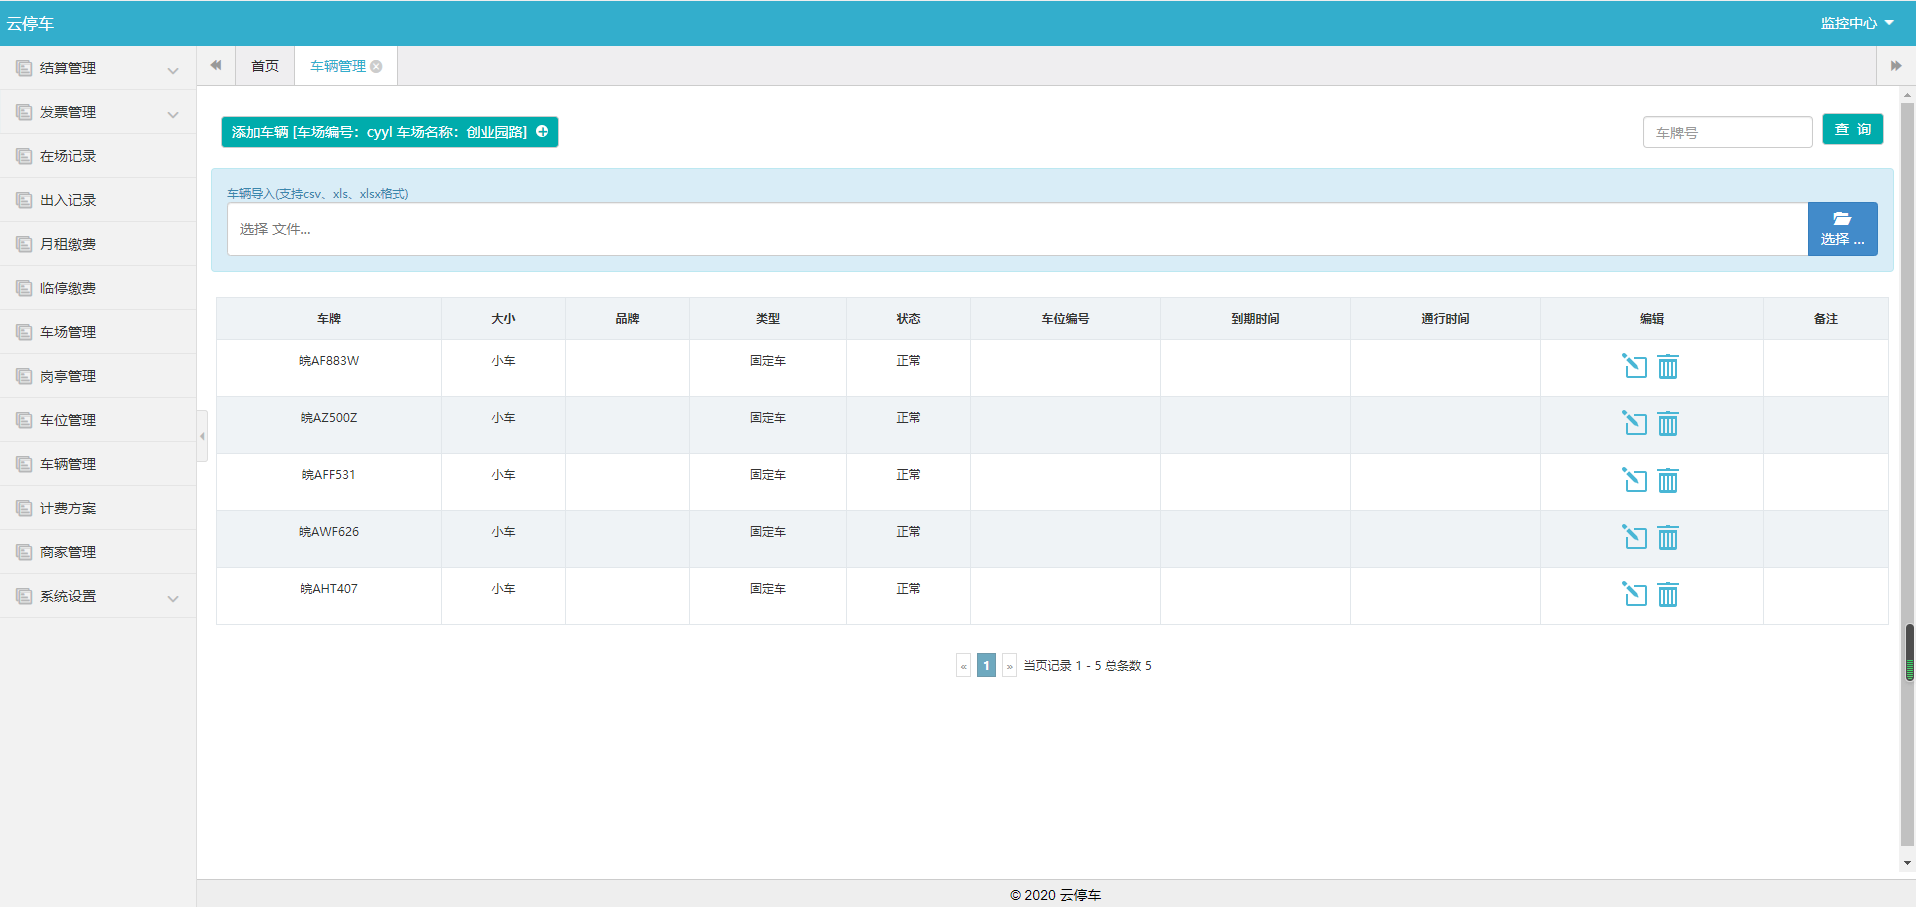 云停车
监控中心
结算管理
发票管理
在场记录
出入记录
月租缴费
临停缴费
车场管理
岗亭管理
车位管理
车辆管理
计费方案
商家管理
系统设置
首页 车辆管理
添加车辆 [车场编号：cyyl 车场名称：创业园路]
车牌号 查 询
车辆导入(支持csv、xls、xlsx格式)
选择 文件...
选择 ...
车牌 大小 品牌 类型 状态 车位编号 到期时间 通行时间 编辑 备注
皖AF883W 小车 固定车 正常
皖AZ500Z 小车 固定车 正常
皖AFF531 小车 固定车 正常
皖AWF626 小车 固定车 正常
皖AHT407 小车 固定车 正常
« 1 » 当页记录 1 - 5 总条数 5
© 2020 云停车